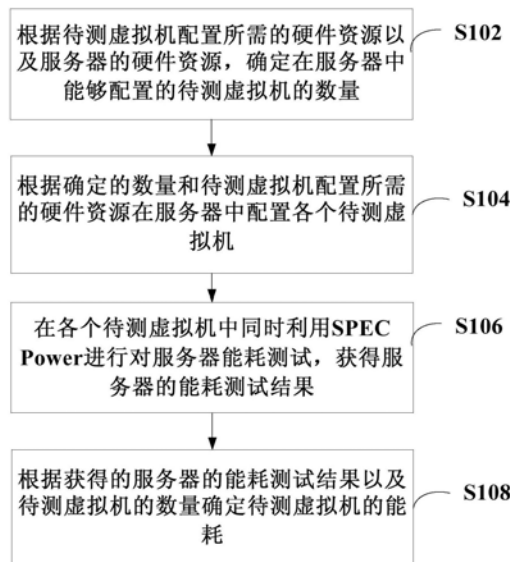 根据待测虚拟机配置所需的硬件资源以
及服务器的硬件资源，确定在服务器中
能够配置的待测虚拟机的数量
S102
根据确定的数量和待测虚拟机配置所需
的硬件资源在服务器中配置各个待测虚
拟机
S104
在各个待测虚拟机中同时利用SPEC
Power进行对服务器能耗测试，获得服
务器的能耗测试结果
S106
根据获得的服务器的能耗测试结果以及
待测虚拟机的数量确定待测虚拟机的能
耗
S108